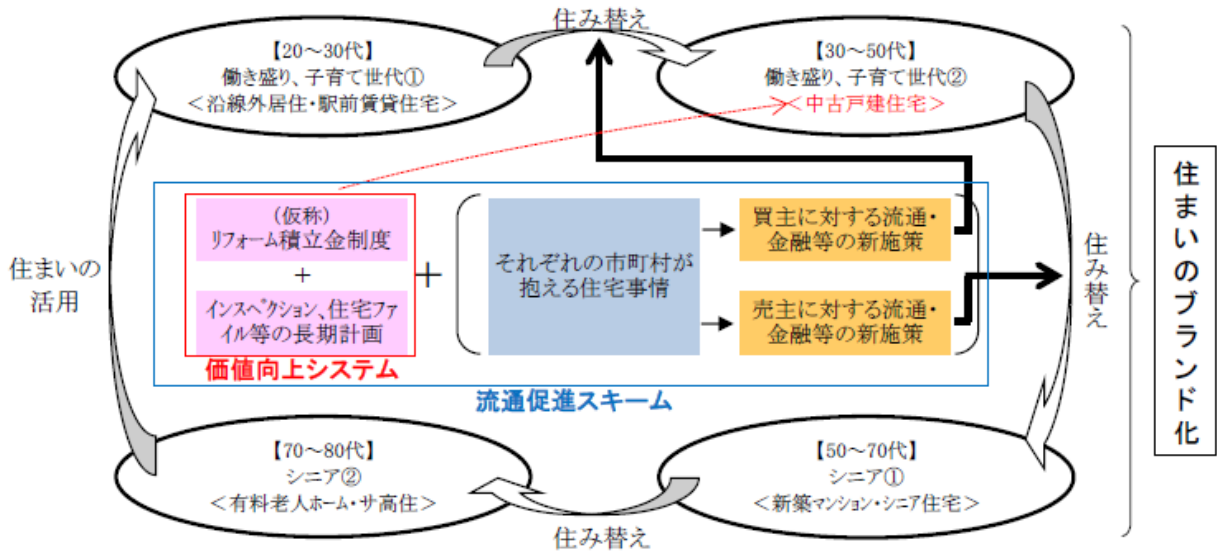 住み替え
【20～30代】
働き盛り、子育て世代①
＜沿線外居住・駅前賃貸住宅＞
【30～50代】
働き盛り、子育て世代②
＜中古戸建住宅＞
住まいの
活用
(仮称)
リフォーム積立金制度
+
インスペクション、住宅ファ
イル等の長期計画
価値向上システム
+
それぞれの市町村が
抱える住宅事情
買主に対する流通・
金融等の新施策
売主に対する流通・
金融等の新施策
流通促進スキーム
住み替え
住まいのブランド化
【70～80代】
シニア②
＜有料老人ホーム・サ高住＞
【50～70代】
シニア①
＜新築マンション・シニア住宅＞
住み替え